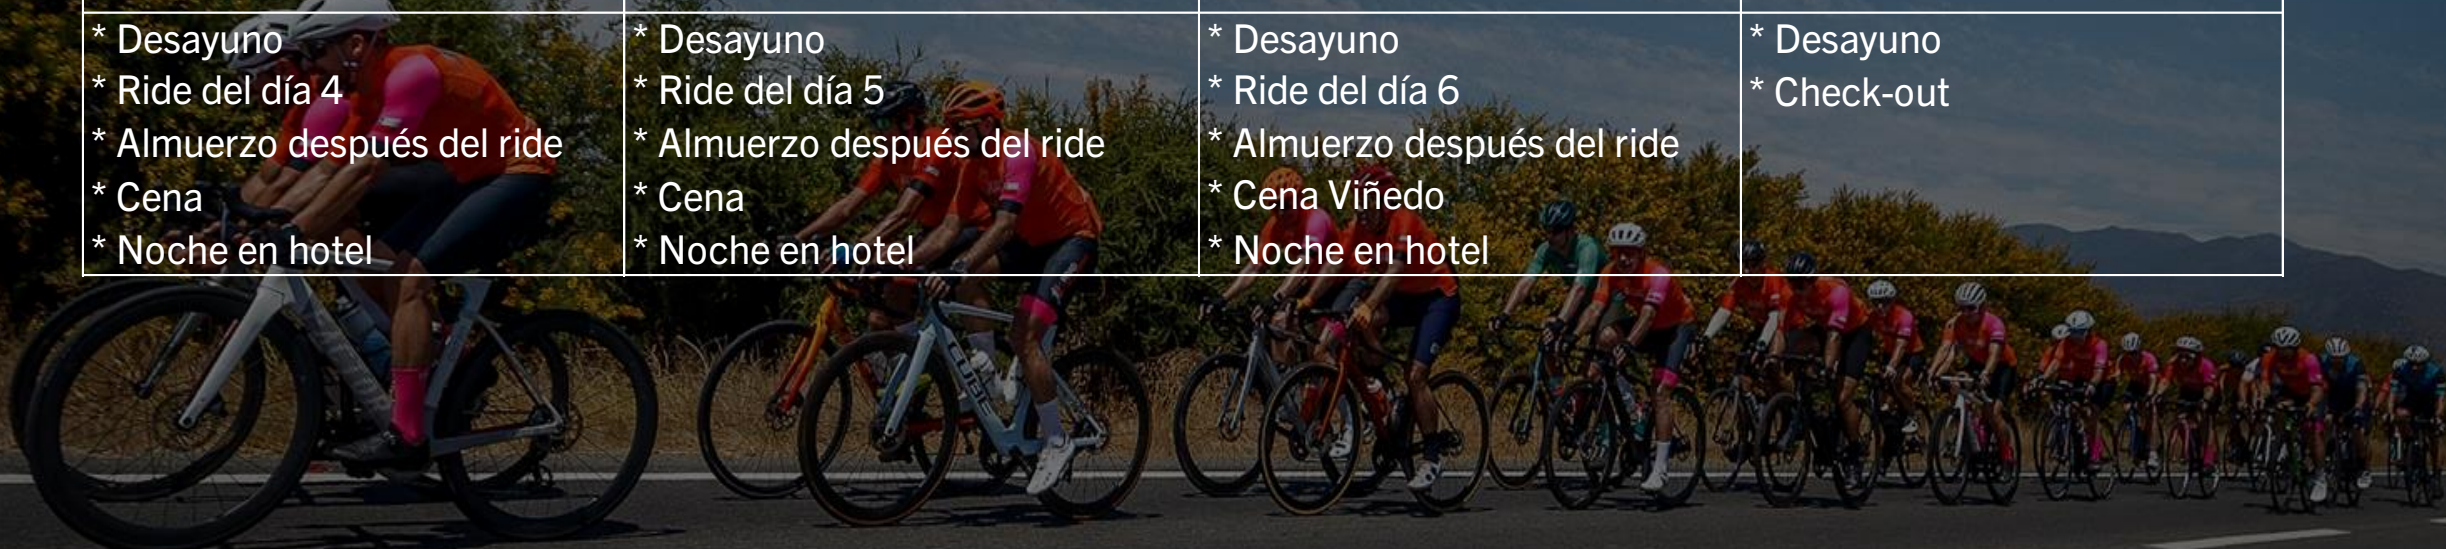 * Desayuno
* Ride del día 4
* Almuerzo después del ride
* Cena
* Noche en hotel
* Desayuno
* Ride del día 5
* Almuerzo después del ride
* Cena
* Noche en hotel
* Desayuno
* Ride del día 6
* Almuerzo después del ride
* Cena Viñedo
* Noche en hotel
* Desayuno
* Check-out
CUBE